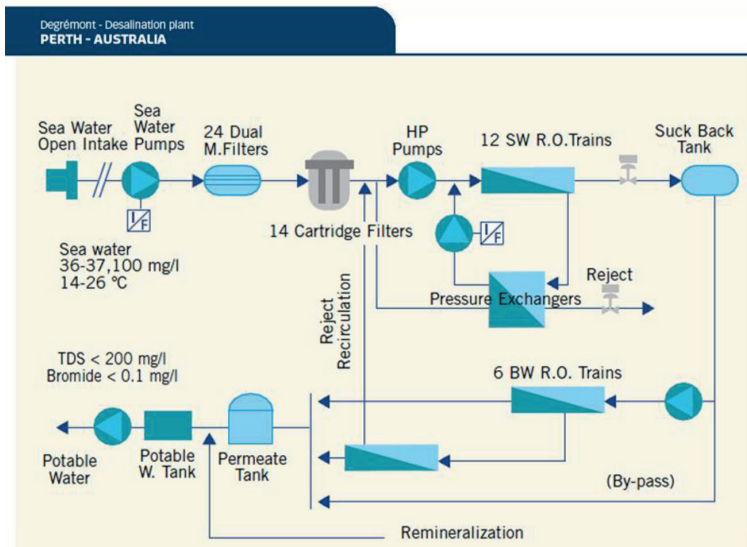 Degrémont - Desalination plant
PERTH - AUSTRALIA
Sea Water
Open Intake
Sea
Water
Pumps
24 Dual
M.Filters
HP
Pumps
12 SW R.O.Trains
Suck Back
Tank
I/F
14 Cartridge Filters
I/F
Sea water
36-37,100 mg/l
14-26 ºC
Pressure Exchangers
Reject
Reject
Recirculation
TDS < 200 mg/l
Bromide < 0.1 mg/l
6 BW R.O. Trains
Potable
Water
Potable
W. Tank
Permeate
Tank
(By-pass)
Remineralization